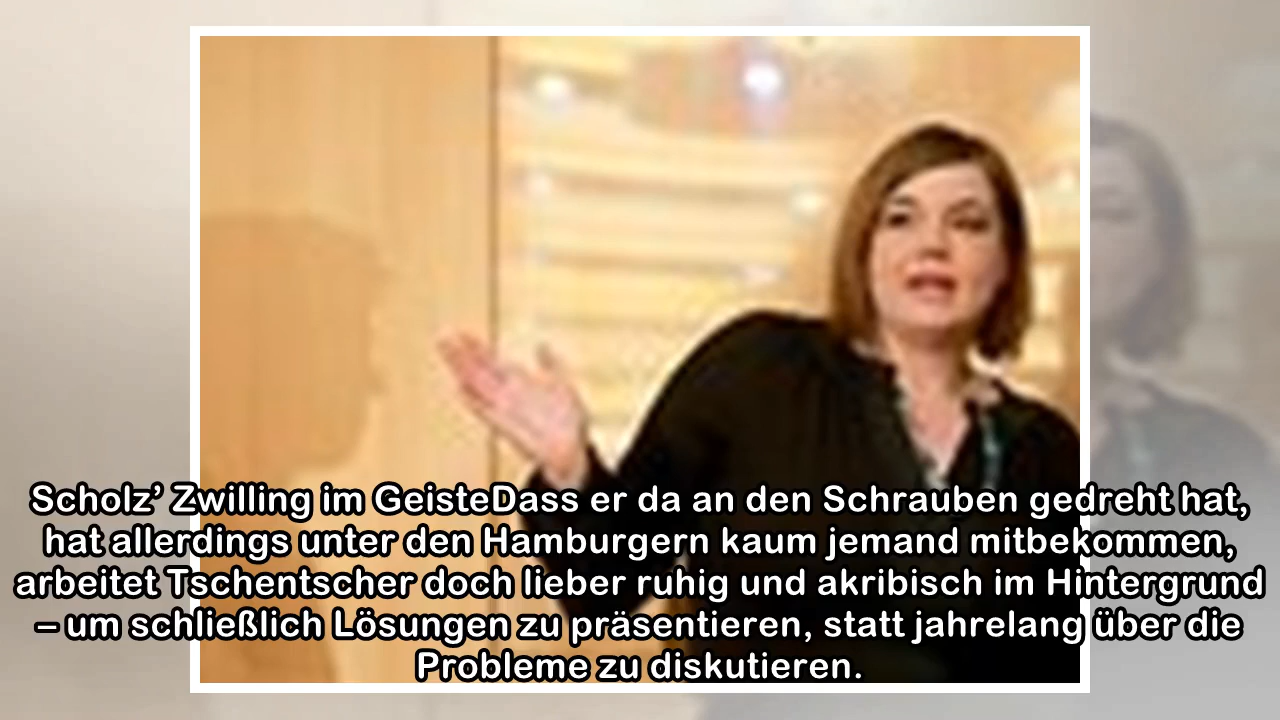 Scholz’ Zwilling im GeisteDass er da an den Schrauben gedreht hat,
hat allerdings unter den Hamburgern kaum jemand mitbekommen,
arbeitet Tschentscher doch lieber ruhig und akribisch im Hintergrund
– um schließlich Lösungen zu präsentieren, statt jahrelang über die
Probleme zu diskutieren.